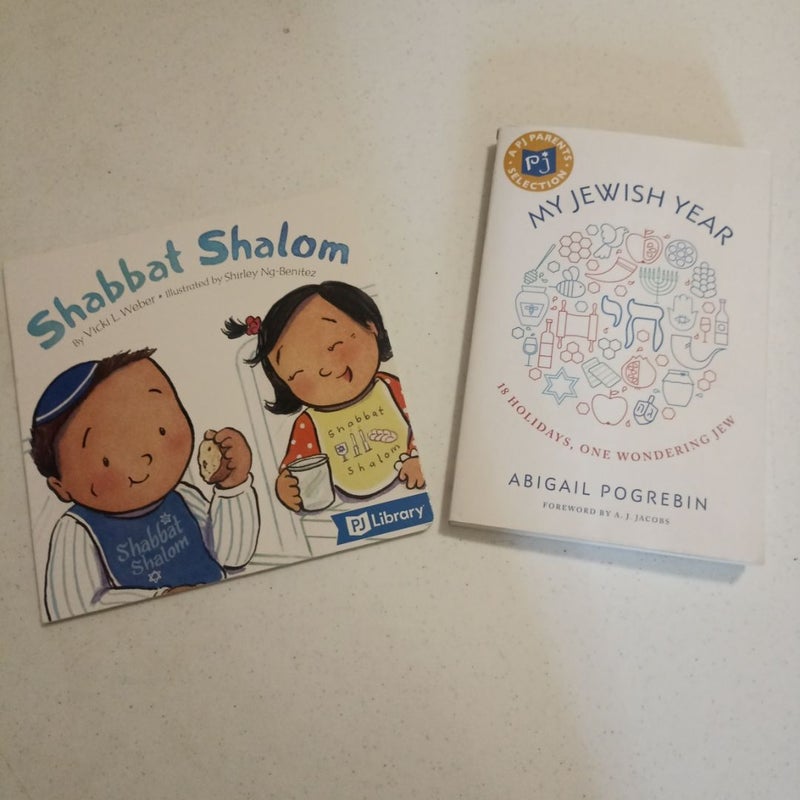 Shabbat Shalom
By Vicki L. Weber • Illustrated by Shirley Ng-Benitez
Shabbat
Shalom
Shabbat
Shalom
PJ Library
A PJ PARENTS
PJ
SELECTION
MY JEWISH YEAR
חי
18 HOLIDAYS, ONE WONDERING JEW
ABIGAIL POGREBIN
FOREWORD BY A. J. JACOBS